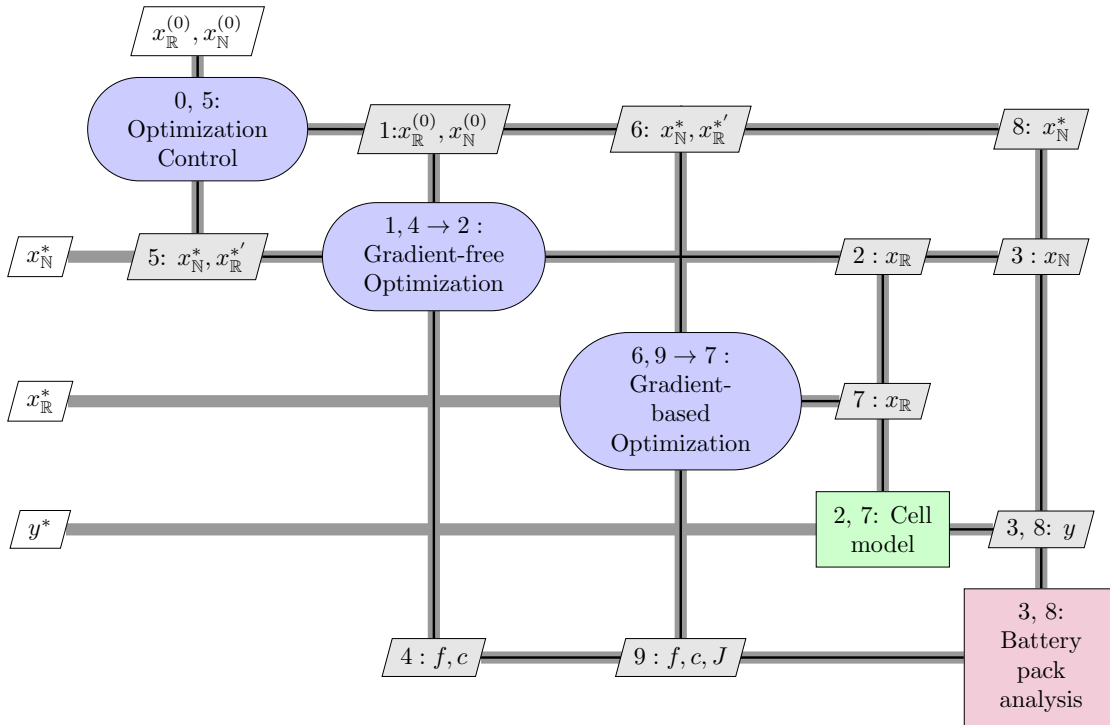 x_ℝ^(0), x_ℕ^(0)
0, 5:
Optimization
Control
1:x_ℝ^(0), x_ℕ^(0)
6: x_ℕ^*, x_ℝ^*′
8: x_ℕ^*
x_ℕ^*
5: x_ℕ^*, x_ℝ^*′
1, 4 → 2 :
Gradient-free
Optimization
2 : x_ℝ
3 : x_ℕ
x_ℝ^*
6, 9 → 7 :
Gradient-
based
Optimization
7 : x_ℝ
y^*
2, 7: Cell
model
3, 8: y
4 : f, c
9 : f, c, J
3, 8:
Battery
pack
analysis